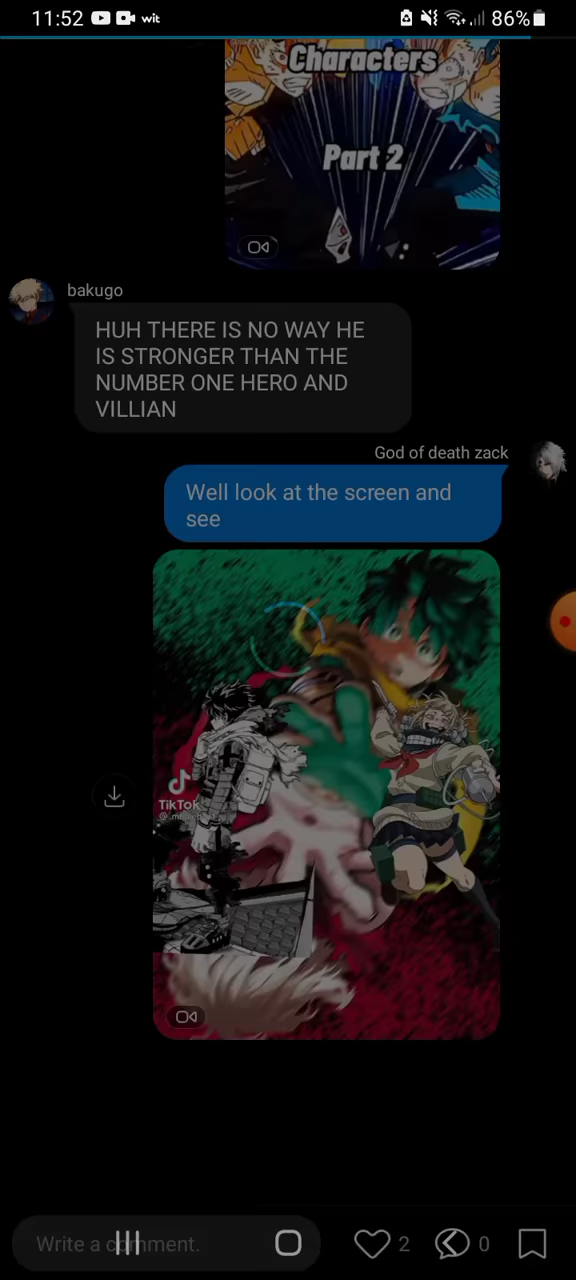 11:52
wit
86%
Characters
Part 2
bakugo
HUH THERE IS NO WAY HE
IS STRONGER THAN THE
NUMBER ONE HERO AND
VILLIAN
God of death zack
Well look at the screen and
see
TikTok
Write a comment.
2
0